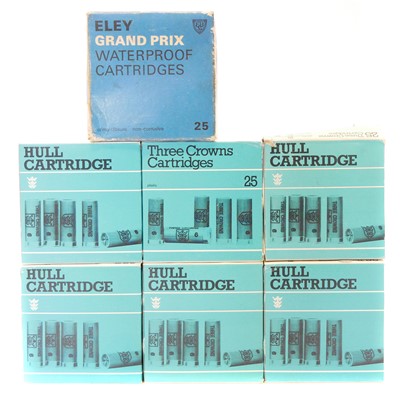 ELEY
GRAND PRIX
WATERPROOF
CARTRIDGES
25
HULL
CARTRIDGE
Three Crowns
Cartridges
25
HULL
CARTRIDGE
HULL
CARTRIDGE
HULL
CARTRIDGE
HULL
CARTRIDGE